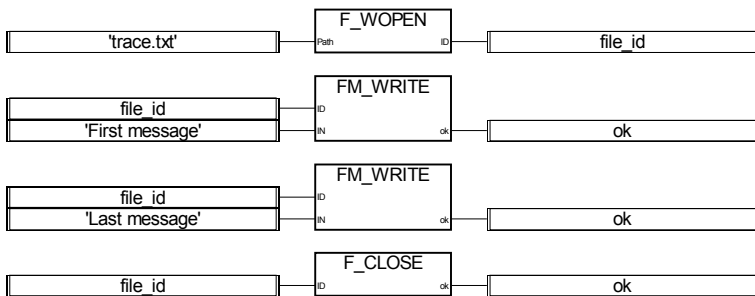 F_WOPEN
'trace.txt' Path ID file_id
FM_WRITE
file_id ID
'First message' IN ok ok
FM_WRITE
file_id ID
'Last message' IN ok ok
F_CLOSE
file_id ID ok ok